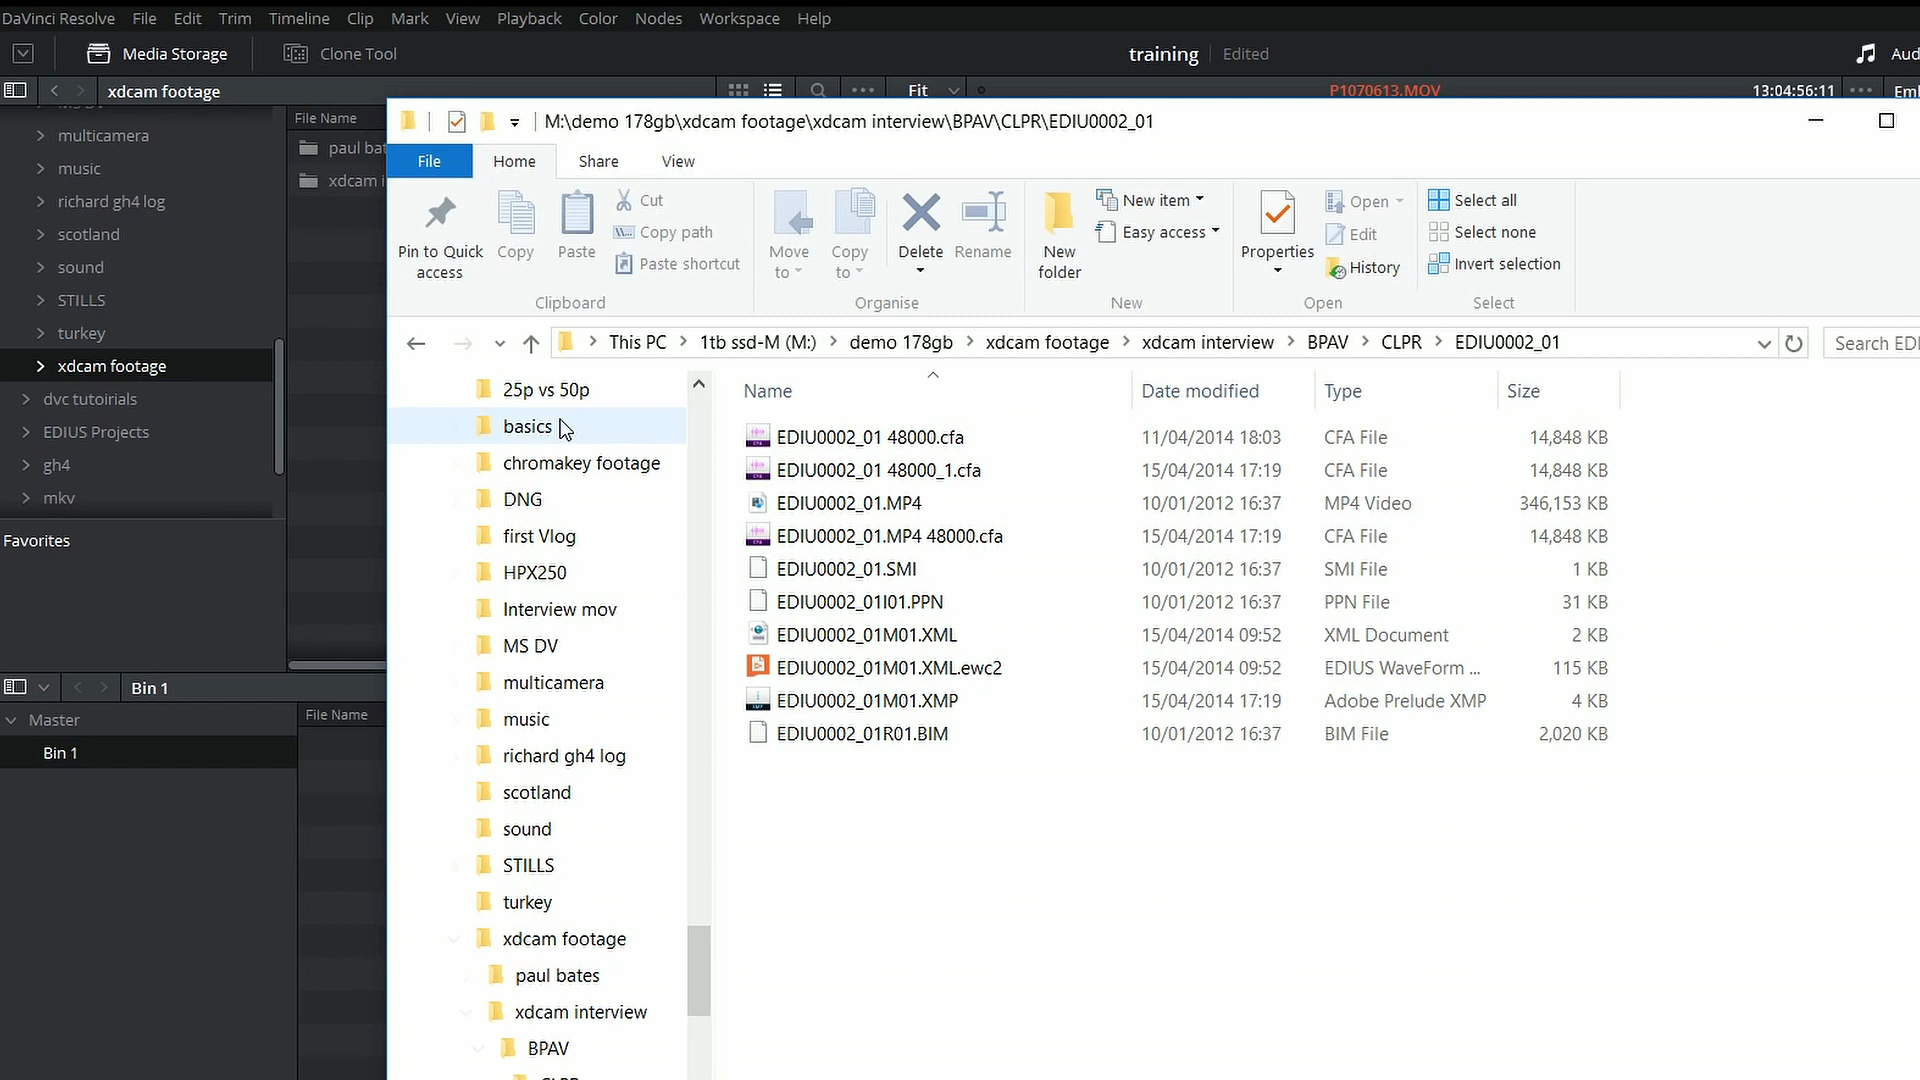 DaVinci Resolve File Edit Trim Timeline Clip Mark View Playback Color Nodes Workspace Help
Media Storage Clone Tool training Edited
xdcam footage Fit P1070613.MOV 13:04:56:11
multicamera
music
richard gh4 log
scotland
sound
STILLS
turkey
xdcam footage
dvc tutoirials
EDIUS Projects
gh4
mkv
Favorites
File Name
paul bat
xdcam i
Bin 1
Master
Bin 1
File Name
M:\demo 178gb\xdcam footage\xdcam interview\BPAV\CLPR\EDIU0002_01
File Home Share View
Pin to Quick access
Copy
Paste
Cut
Copy path
Paste shortcut
Clipboard
Move to
Copy to
Delete
Rename
Organise
New folder
New item
Easy access
New
Properties
Open
Edit
History
Open
Select all
Select none
Invert selection
Select
This PC 1tb ssd-M (M:) demo 178gb xdcam footage xdcam interview BPAV CLPR EDIU0002_01
Search EDI
25p vs 50p
basics
chromakey footage
DNG
first Vlog
HPX250
Interview mov
MS DV
multicamera
music
richard gh4 log
scotland
sound
STILLS
turkey
xdcam footage
paul bates
xdcam interview
BPAV
Name Date modified Type Size
EDIU0002_01 48000.cfa 11/04/2014 18:03 CFA File 14,848 KB
EDIU0002_01 48000_1.cfa 15/04/2014 17:19 CFA File 14,848 KB
EDIU0002_01.MP4 10/01/2012 16:37 MP4 Video 346,153 KB
EDIU0002_01.MP4 48000.cfa 15/04/2014 17:19 CFA File 14,848 KB
EDIU0002_01.SMI 10/01/2012 16:37 SMI File 1 KB
EDIU0002_01I01.PPN 10/01/2012 16:37 PPN File 31 KB
EDIU0002_01M01.XML 15/04/2014 09:52 XML Document 2 KB
EDIU0002_01M01.XML.ewc2 15/04/2014 09:52 EDIUS WaveForm ... 115 KB
EDIU0002_01M01.XMP 15/04/2014 17:19 Adobe Prelude XMP 4 KB
EDIU0002_01R01.BIM 10/01/2012 16:37 BIM File 2,020 KB